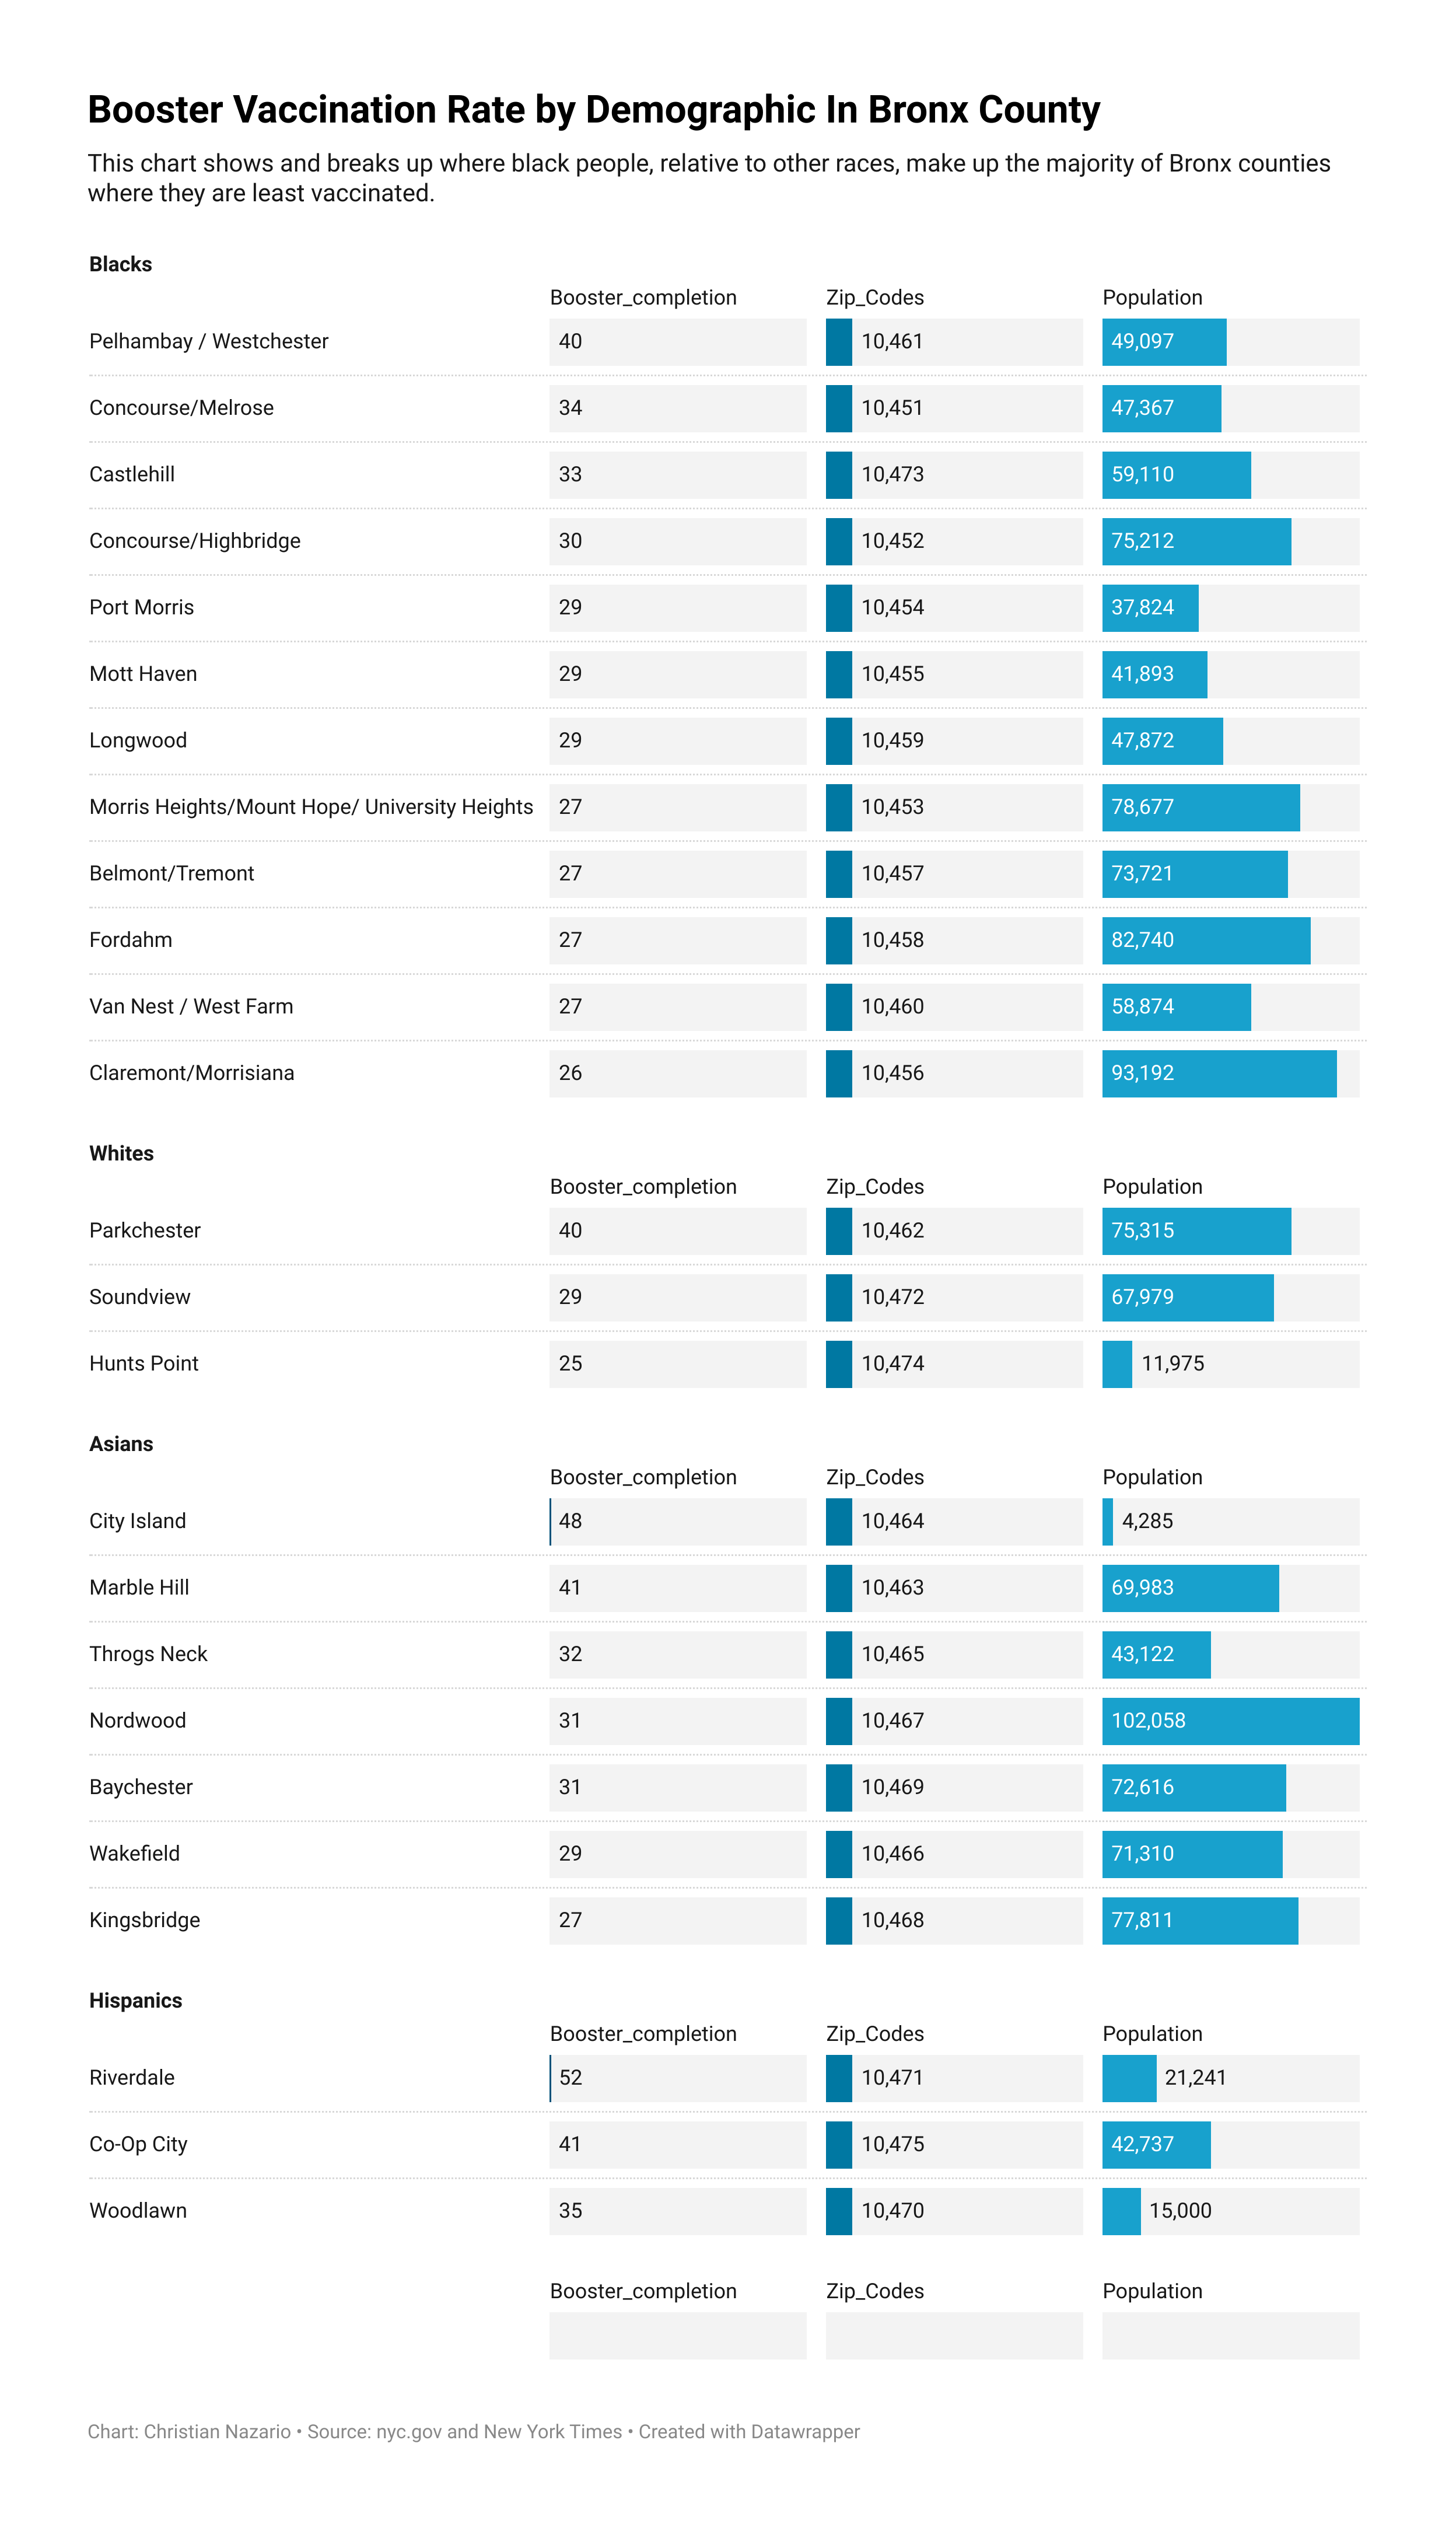 Booster Vaccination Rate by Demographic In Bronx County
This chart shows and breaks up where black people, relative to other races, make up the majority of Bronx counties
where they are least vaccinated.
Blacks
Booster_completion Zip_Codes Population
Pelhambay / Westchester 40 10,461 49,097
Concourse/Melrose 34 10,451 47,367
Castlehill 33 10,473 59,110
Concourse/Highbridge 30 10,452 75,212
Port Morris 29 10,454 37,824
Mott Haven 29 10,455 41,893
Longwood 29 10,459 47,872
Morris Heights/Mount Hope/ University Heights 27 10,453 78,677
Belmont/Tremont 27 10,457 73,721
Fordahm 27 10,458 82,740
Van Nest / West Farm 27 10,460 58,874
Claremont/Morrisiana 26 10,456 93,192
Whites
Booster_completion Zip_Codes Population
Parkchester 40 10,462 75,315
Soundview 29 10,472 67,979
Hunts Point 25 10,474 11,975
Asians
Booster_completion Zip_Codes Population
City Island 48 10,464 4,285
Marble Hill 41 10,463 69,983
Throgs Neck 32 10,465 43,122
Nordwood 31 10,467 102,058
Baychester 31 10,469 72,616
Wakefield 29 10,466 71,310
Kingsbridge 27 10,468 77,811
Hispanics
Booster_completion Zip_Codes Population
Riverdale 52 10,471 21,241
Co-Op City 41 10,475 42,737
Woodlawn 35 10,470 15,000
Booster_completion Zip_Codes Population
Chart: Christian Nazario • Source: nyc.gov and New York Times • Created with Datawrapper